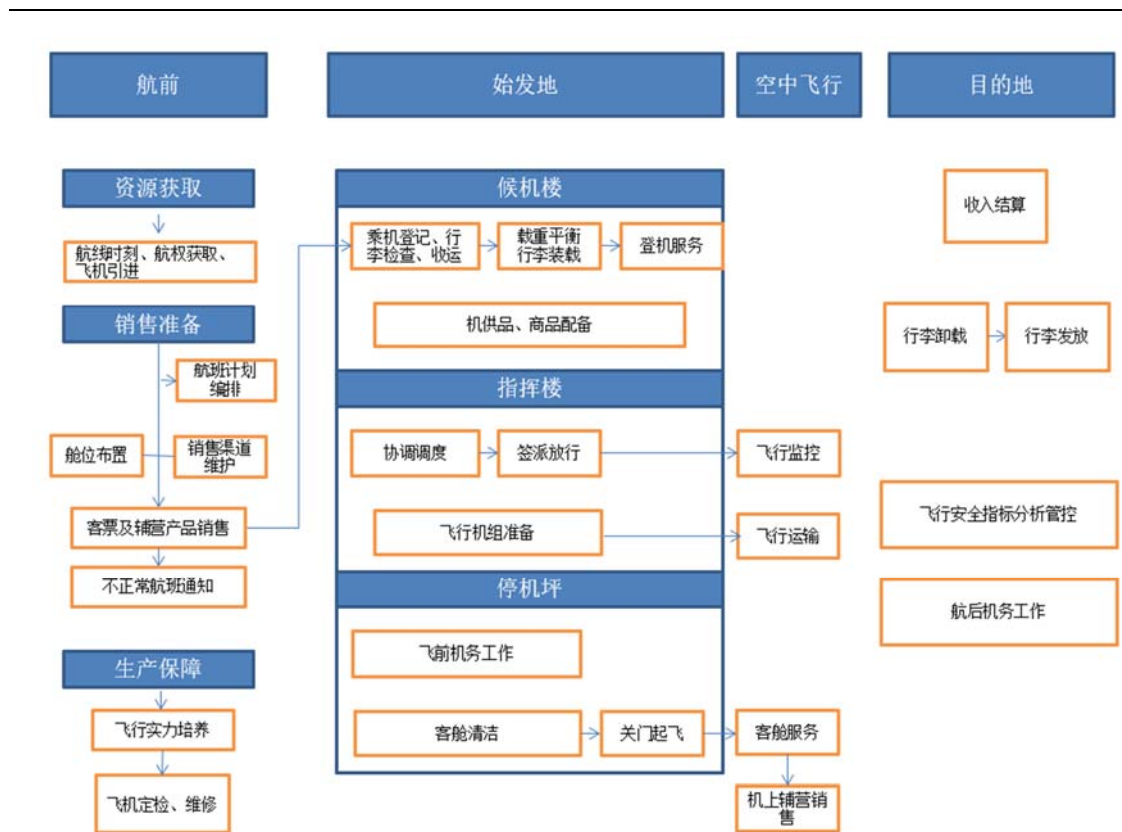 航前
始发地
空中飞行
目的地
资源获取
航线时刻、航权获取、
飞机引进
销售准备
航班计划
编排
舱位布置
销售渠道
维护
客票及辅营产品销售
不正常航班通知
生产保障
飞行实力培养
飞机定检、维修
候机楼
乘机登记、行
李检查、收运
载重平衡
行李装载
登机服务
机供品、商品配备
指挥楼
协调调度
签派放行
飞行机组准备
停机坪
飞前机务工作
客舱清洁
关门起飞
飞行监控
飞行运输
客舱服务
机上辅营销
售
收入结算
行李卸载
行李发放
飞行安全指标分析管控
航后机务工作